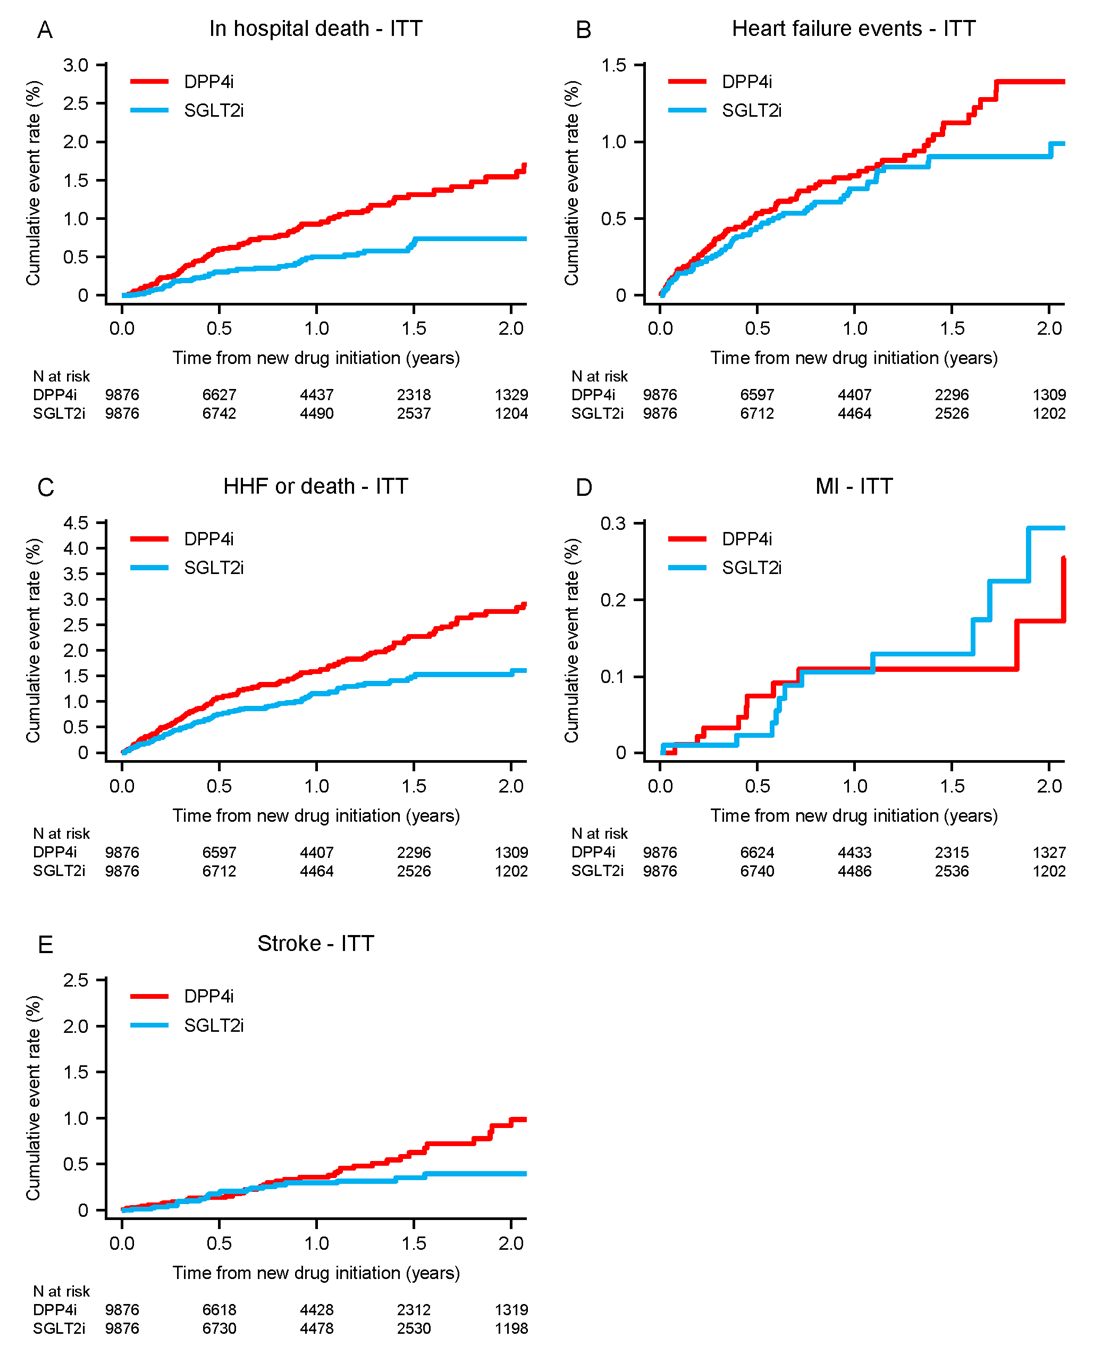 A
In hospital death - ITT
Cumulative event rate (%)
3.0
2.5
2.0
1.5
1.0
0.5
0
DPP4i
SGLT2i
0.0 0.5 1.0 1.5 2.0
Time from new drug initiation (years)
N at risk
DPP4i 9876 6627 4437 2318 1329
SGLT2i 9876 6742 4490 2537 1204
B
Heart failure events - ITT
Cumulative event rate (%)
1.5
1.0
0.5
0
DPP4i
SGLT2i
0.0 0.5 1.0 1.5 2.0
Time from new drug initiation (years)
N at risk
DPP4i 9876 6597 4407 2296 1309
SGLT2i 9876 6712 4464 2526 1202
C
HHF or death - ITT
Cumulative event rate (%)
4.5
4.0
3.5
3.0
2.5
2.0
1.5
1.0
0.5
0
DPP4i
SGLT2i
0.0 0.5 1.0 1.5 2.0
Time from new drug initiation (years)
N at risk
DPP4i 9876 6597 4407 2296 1309
SGLT2i 9876 6712 4464 2526 1202
D
MI - ITT
Cumulative event rate (%)
0.3
0.2
0.1
0
DPP4i
SGLT2i
0.0 0.5 1.0 1.5 2.0
Time from new drug initiation (years)
N at risk
DPP4i 9876 6624 4433 2315 1327
SGLT2i 9876 6740 4486 2536 1202
E
Stroke - ITT
Cumulative event rate (%)
2.5
2.0
1.5
1.0
0.5
0
DPP4i
SGLT2i
0.0 0.5 1.0 1.5 2.0
Time from new drug initiation (years)
N at risk
DPP4i 9876 6618 4428 2312 1319
SGLT2i 9876 6730 4478 2530 1198